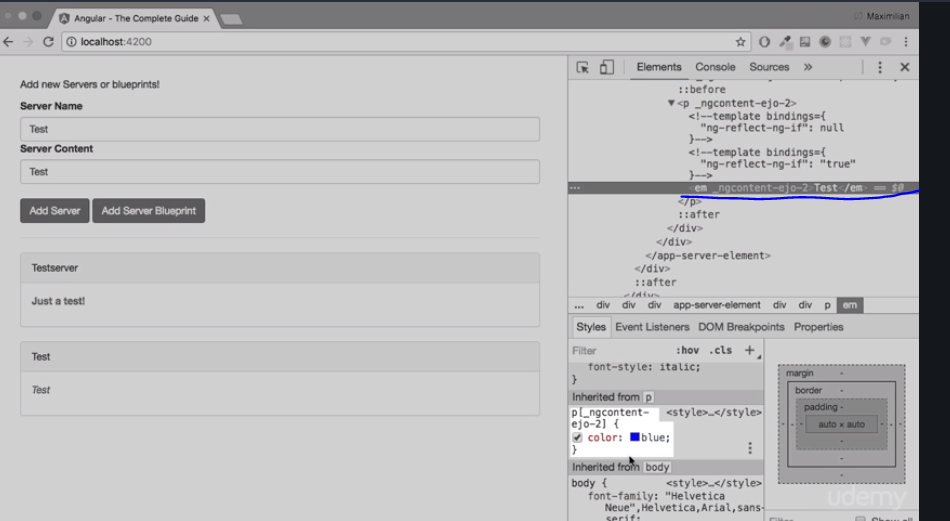 Angular - The Complete Guide
Maximilian
localhost:4200
Add new Servers or blueprints!
Server Name
Test
Server Content
Test
Add Server
Add Server Blueprint
Testserver
Just a test!
Test
Test
Elements Console Sources »
::before
▼<p _ngcontent-ejo-2>
<!--template bindings={
"ng-reflect-ng-if": null
}-->
<!--template bindings={
"ng-reflect-ng-if": "true"
}-->
... <em _ngcontent-ejo-2>Test</em> == $0
</p>
::after
</div>
</div>
</app-server-element>
</div>
::after
</div>
... div div div app-server-element div div p em
Styles Event Listeners DOM Breakpoints Properties
Filter :hov .cls +
font-style: italic;
}
Inherited from p
p[_ngcontent- <style>…</style>
ejo-2] {
color: blue;
}
Inherited from body
body { <style>…</style>
font-family: "Helvetica
Neue",Helvetica,Arial,sans-
serif;
margin -
border -
padding -
auto × auto
udemy
Filter Show all